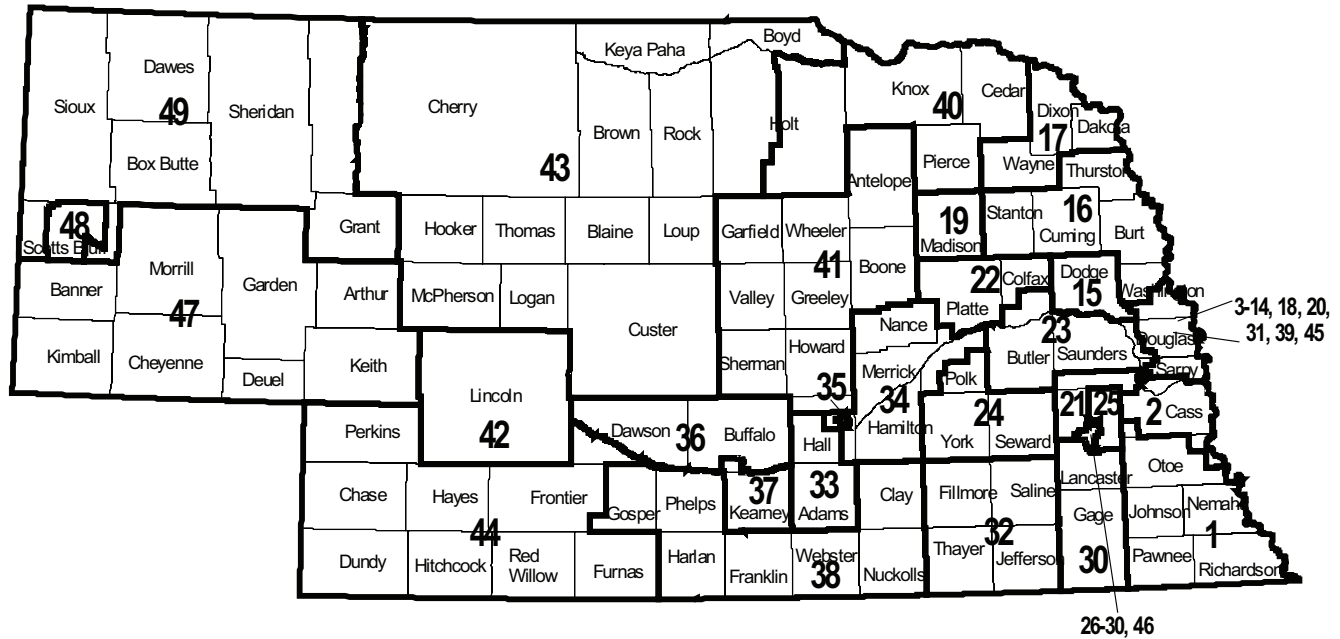 Boyd
Keya Paha
Dawes
Knox
Cedar
Sioux
49
Sheridan
Cherry
40
Dixon
Holt
Dakota
Brown
Rock
17
Box Butte
43
Pierce
Wayne
Thurston
Antelope
48
Grant
Hooker
Thomas
Blaine
Loup
Garfield
Wheeler
19
Stanton
16
Scotts Bluff
Madison
Cuming
Burt
Morrill
41
Boone
22
Colfax
Dodge
Banner
Garden
Arthur
McPherson
Logan
Valley
Greeley
15
Washington
47
Platte
3-14, 18, 20,
31, 39, 45
Custer
Nance
23
Douglas
Kimball
Cheyenne
Keith
Sherman
Howard
Butler
Saunders
Deuel
Merrick
Polk
Sarpy
35
Lincoln
34
24
21
25
2
Cass
Perkins
42
Dawson
36
Buffalo
Hall
Hamilton
York
Seward
Otoe
Chase
Hayes
Frontier
37
33
Clay
Fillmore
Saline
Lancaster
Gosper
Phelps
Kearney
Adams
Gage
Johnson
Nemaha
44
32
1
Dundy
Hitchcock
Red
Willow
Furnas
Harlan
Franklin
Webster
38
Nuckolls
Thayer
Jefferson
30
Pawnee
Richardson
26-30, 46